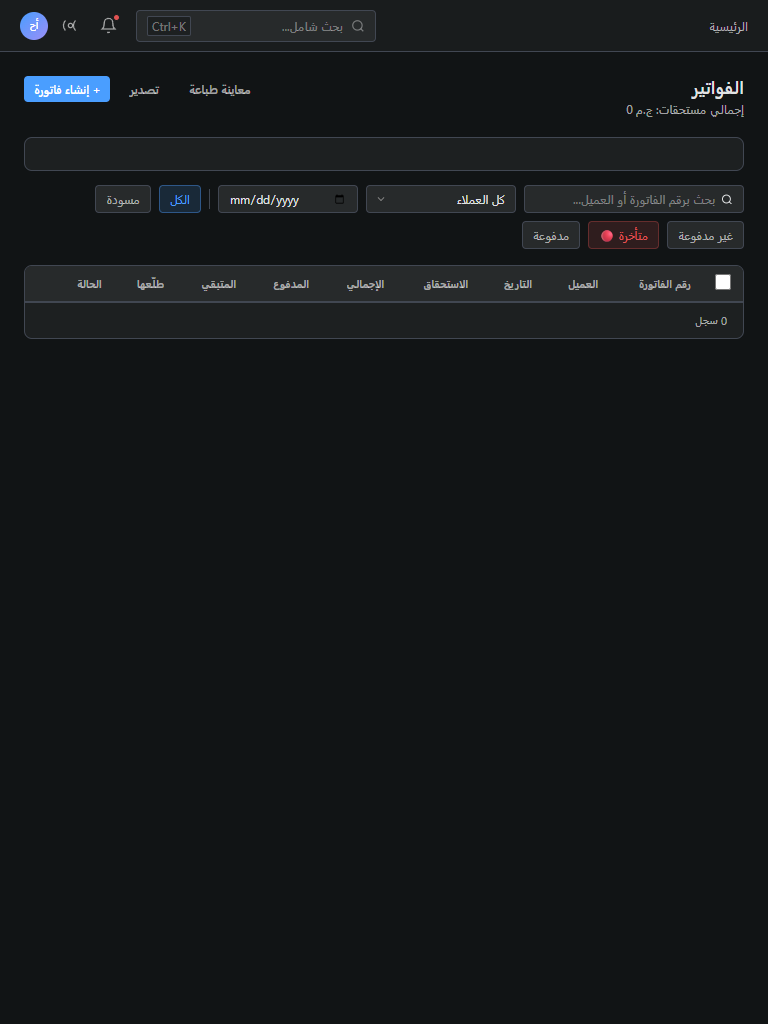 الرئيسية
بحث شامل...
Ctrl+K
أح
الفواتير
إجمالي مستحقات: ج.م 0
معاينة طباعة
تصدير
+ إنشاء فاتورة
بحث برقم الفاتورة أو العميل...
كل العملاء
mm/dd/yyyy
الكل
مسودة
غير مدفوعة
متأخرة
مدفوعة
رقم الفاتورة العميل التاريخ الاستحقاق الإجمالي المدفوع المتبقي طلّعها الحالة
0 سجل